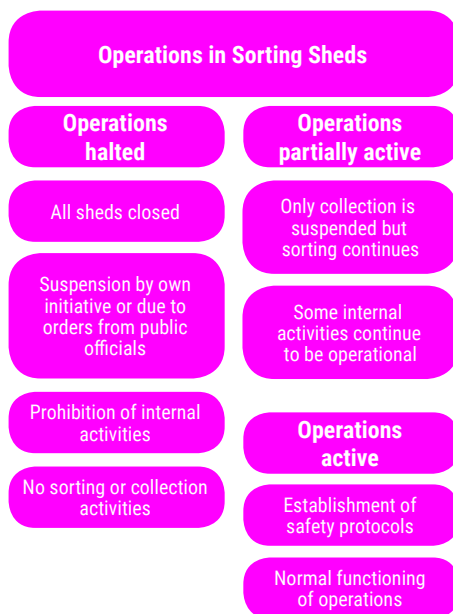 Operations in Sorting Sheds
Operations
halted
All sheds closed
Suspension by own
initiative or due to
orders from public
officials
Prohibition of internal
activities
No sorting or collection
activities
Operations
partially active
Only collection is
suspended but
sorting continues
Some internal
activities continue
to be operational
Operations
active
Establishment of
safety protocols
Normal functioning
of operations